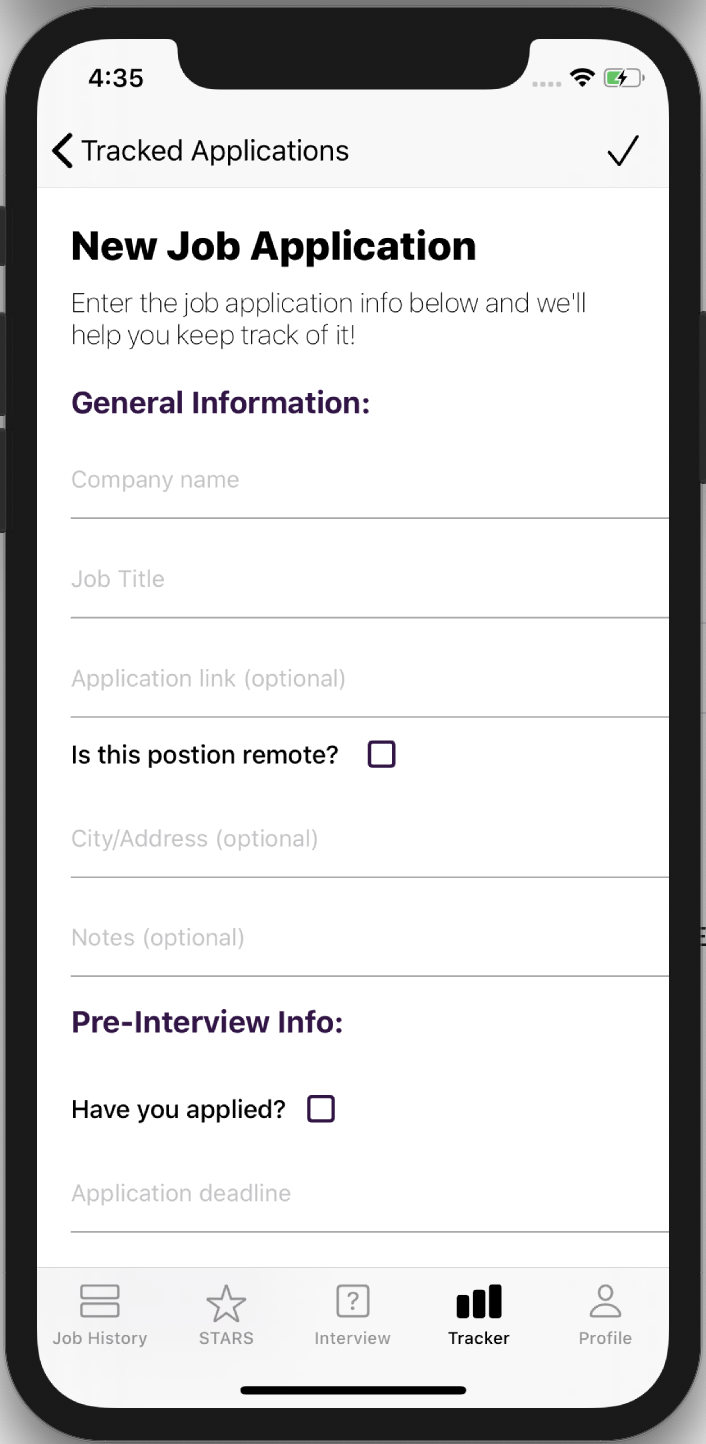 4:35
Tracked Applications
New Job Application
Enter the job application info below and we'll
help you keep track of it!
General Information:
Company name
Job Title
Application link (optional)
Is this postion remote?
City/Address (optional)
Notes (optional)
Pre-Interview Info:
Have you applied?
Application deadline
?
Job History STARS Interview Tracker Profile